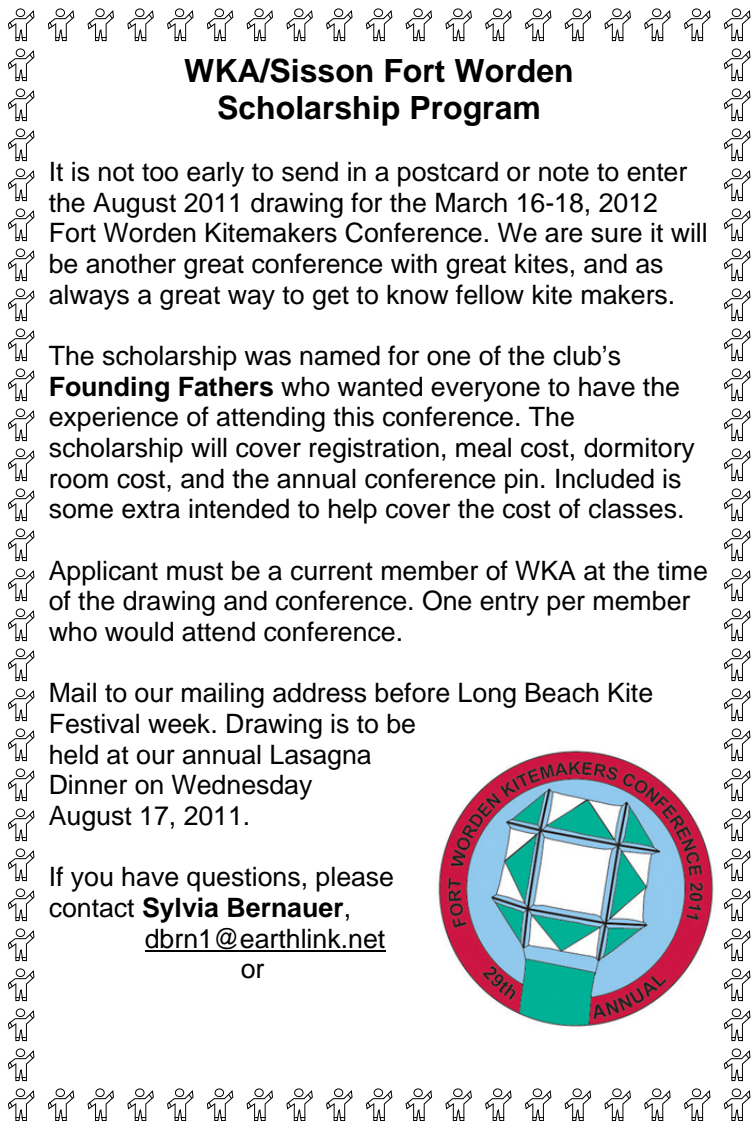 WKA/Sisson Fort Worden
Scholarship Program
It is not too early to send in a postcard or note to enter
the August 2011 drawing for the March 16-18, 2012
Fort Worden Kitemakers Conference. We are sure it will
be another great conference with great kites, and as
always a great way to get to know fellow kite makers.
The scholarship was named for one of the club's
Founding Fathers who wanted everyone to have the
experience of attending this conference. The
scholarship will cover registration, meal cost, dormitory
room cost, and the annual conference pin. Included is
some extra intended to help cover the cost of classes.
Applicant must be a current member of WKA at the time
of the drawing and conference. One entry per member
who would attend conference.
Mail to our mailing address before Long Beach Kite
Festival week. Drawing is to be
held at our annual Lasagna
Dinner on Wednesday
August 17, 2011.
If you have questions, please
contact Sylvia Bernauer,
dbrn1@earthlink.net
or
FORT WORDEN KITEMAKERS CONFERENCE 2011
29th ANNUAL